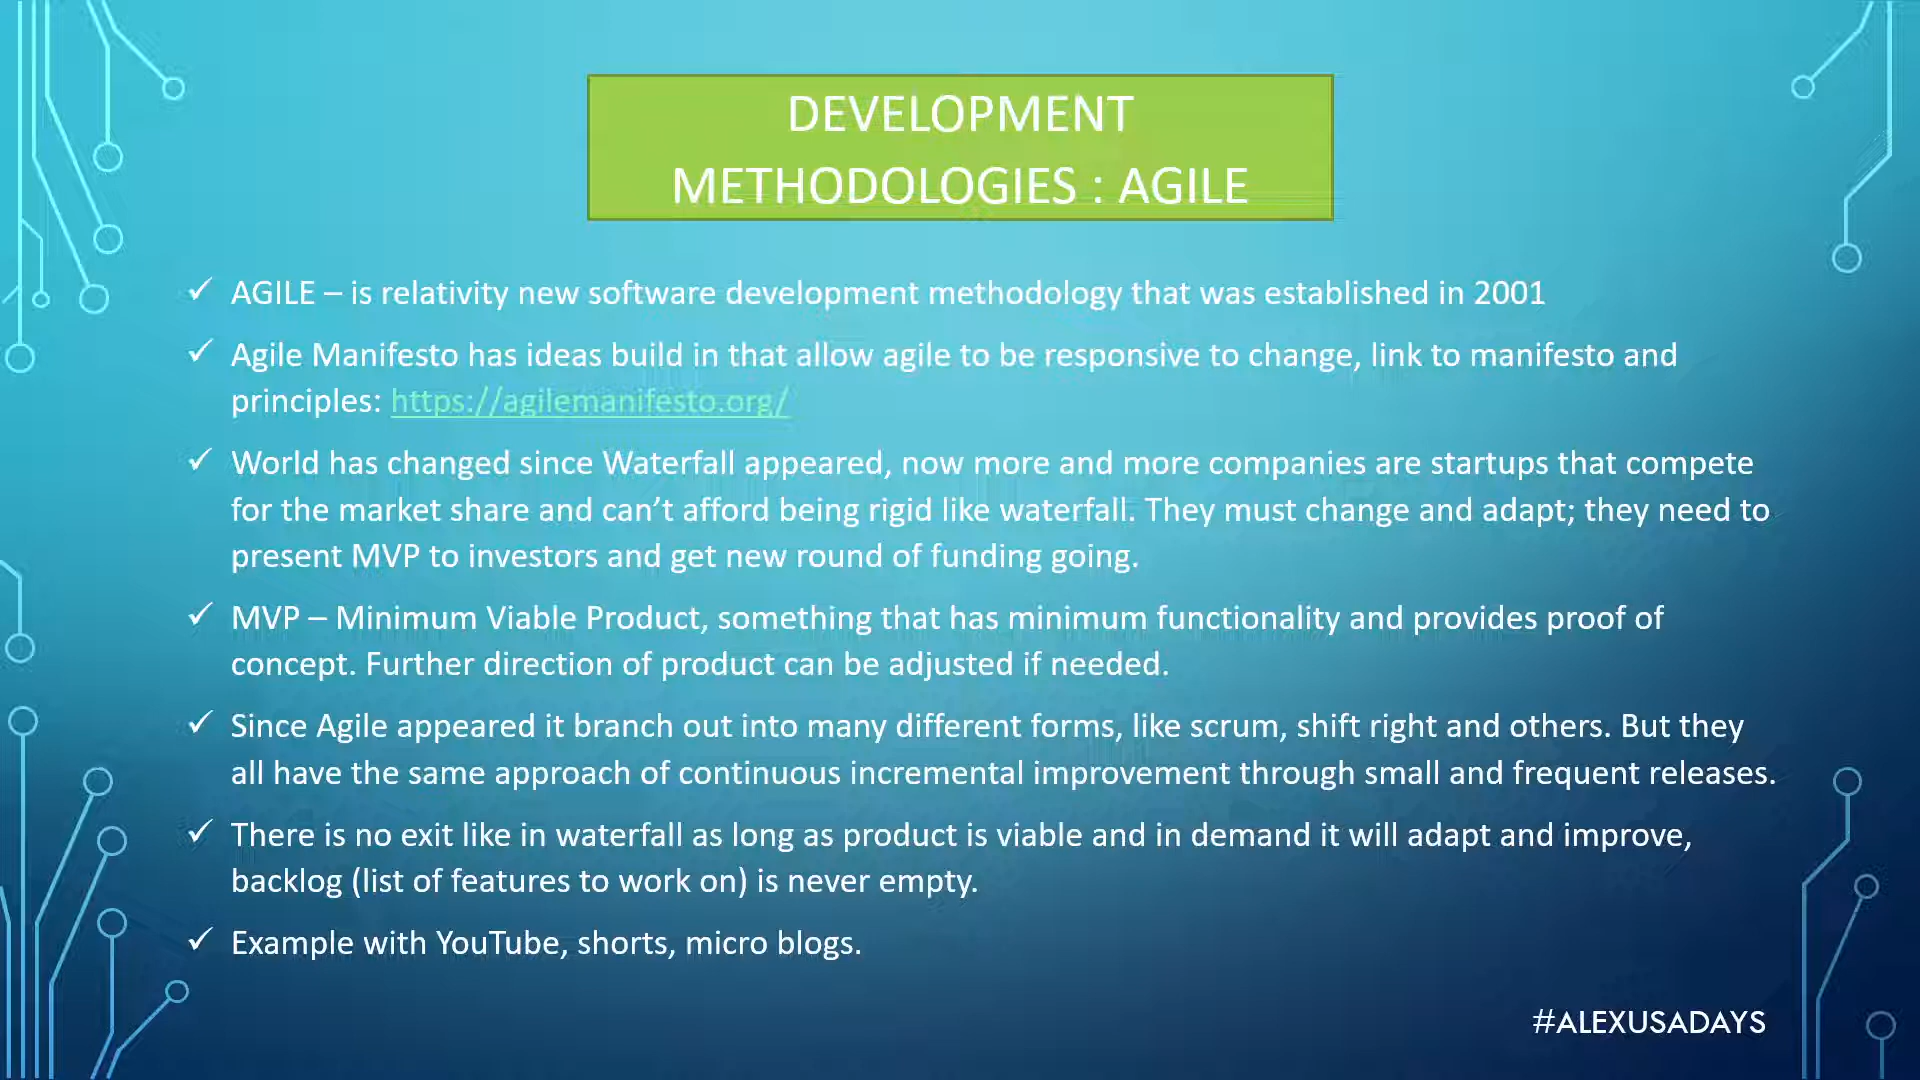 DEVELOPMENT
METHODOLOGIES : AGILE
✓ AGILE – is relativity new software development methodology that was established in 2001
✓ Agile Manifesto has ideas build in that allow agile to be responsive to change, link to manifesto and
principles: https://agilemanifesto.org/
✓ World has changed since Waterfall appeared, now more and more companies are startups that compete
for the market share and can’t afford being rigid like waterfall. They must change and adapt; they need to
present MVP to investors and get new round of funding going.
✓ MVP – Minimum Viable Product, something that has minimum functionality and provides proof of
concept. Further direction of product can be adjusted if needed.
✓ Since Agile appeared it branch out into many different forms, like scrum, shift right and others. But they
all have the same approach of continuous incremental improvement through small and frequent releases.
✓ There is no exit like in waterfall as long as product is viable and in demand it will adapt and improve,
backlog (list of features to work on) is never empty.
✓ Example with YouTube, shorts, micro blogs.
#ALEXUSADAYS